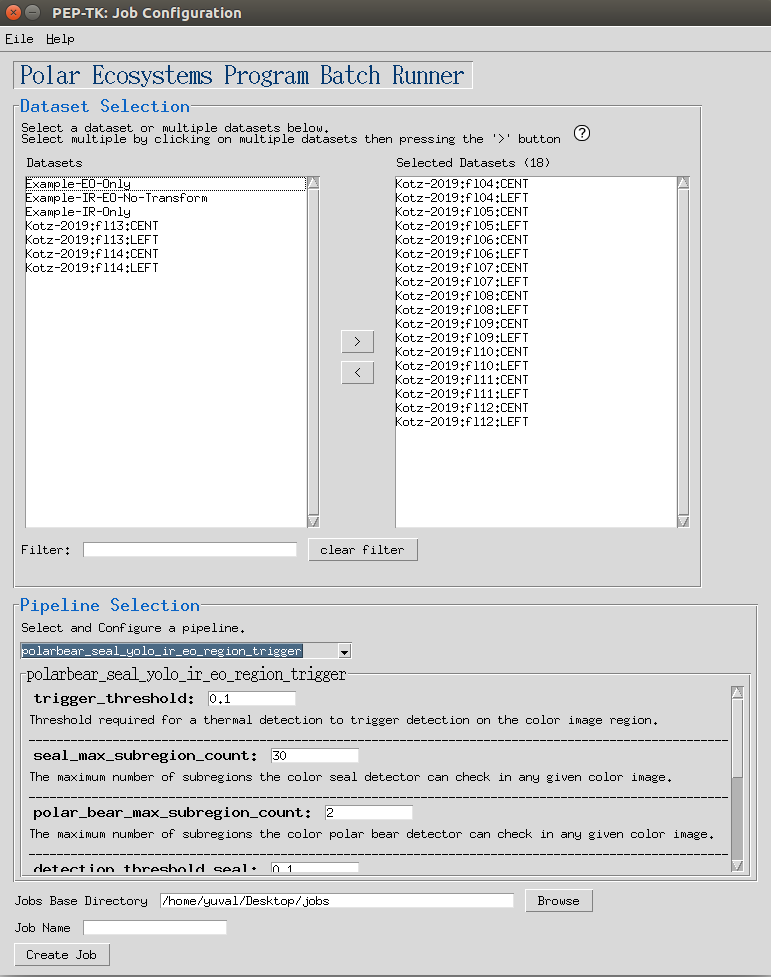 PEP-TK: Job Configuration
File Help
Polar Ecosystems Program Batch Runner
Dataset Selection
Select a dataset or multiple datasets below.
Select multiple by clicking on multiple datasets then pressing the '>' button
?
Datasets
Selected Datasets (18)
Example-EO-Only
Example-IR-EO-No-Transform
Example-IR-Only
Kotz-2019:fl13:CENT
Kotz-2019:fl13:LEFT
Kotz-2019:fl14:CENT
Kotz-2019:fl14:LEFT
>
<
Kotz-2019:fl04:CENT
Kotz-2019:fl04:LEFT
Kotz-2019:fl05:CENT
Kotz-2019:fl05:LEFT
Kotz-2019:fl06:CENT
Kotz-2019:fl06:LEFT
Kotz-2019:fl07:CENT
Kotz-2019:fl07:LEFT
Kotz-2019:fl08:CENT
Kotz-2019:fl08:LEFT
Kotz-2019:fl09:CENT
Kotz-2019:fl09:LEFT
Kotz-2019:fl10:CENT
Kotz-2019:fl10:LEFT
Kotz-2019:fl11:CENT
Kotz-2019:fl11:LEFT
Kotz-2019:fl12:CENT
Kotz-2019:fl12:LEFT
Filter: clear filter
Pipeline Selection
Select and Configure a pipeline.
polarbear_seal_yolo_ir_eo_region_trigger
polarbear_seal_yolo_ir_eo_region_trigger
trigger_threshold: 0.1
Threshold required for a thermal detection to trigger detection on the color image region.
seal_max_subregion_count: 30
The maximum number of subregions the color seal detector can check in any given color image.
polar_bear_max_subregion_count: 2
The maximum number of subregions the color polar bear detector can check in any given color image.
detection_threshold_seal: 0.1
Jobs Base Directory /home/yuval/Desktop/jobs Browse
Job Name
Create Job